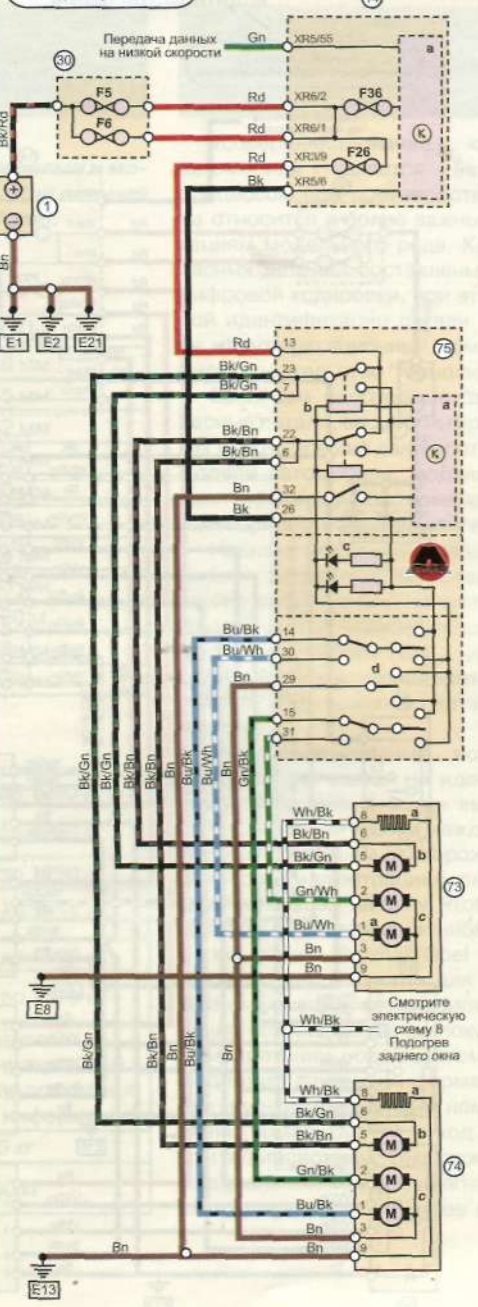 Передача данных
на низкой скорости
Gn
XR5/55
a
30
F5
Rd
XR6/2
F36
F6
Rd
XR6/1
K
Rd
XR3/9
F26
Bk
XR5/6
Bk/Rd
1
Bn
E1
E2
E21
Rd
13
75
Bk/Gn
23
Bk/Gn
7
b
a
Bk/Bn
22
K
Bk/Bn
6
Bn
32
Bk
26
c
Bu/Bk
14
Bu/Wh
30
d
Bn
29
15
31
Bk/Gn
Bk/Gn
Bk/Bn
Bk/Bn
Bn
Bu/Bk
Bu/Wh
Bn
Gn/Bk
Wh/Bk
8
a
Bk/Bn
6
b
Bk/Gn
5
M
73
Gn/Wh
2
M
c
Bu/Wh
1
a
M
Bn
3
Bn
9
E8
Смотрите
электрическую
схему 8
Подогрев
заднего окна
Wh/Bk
Bk/Gn
Bk/Bn
Bn
Bu/Bk
Bn
Wh/Bk
8
a
Bk/Gn
6
b
Bk/Bn
5
M
74
Gn/Bk
2
M
c
Bu/Bk
1
M
Bn
3
Bn
Bn
9
E13